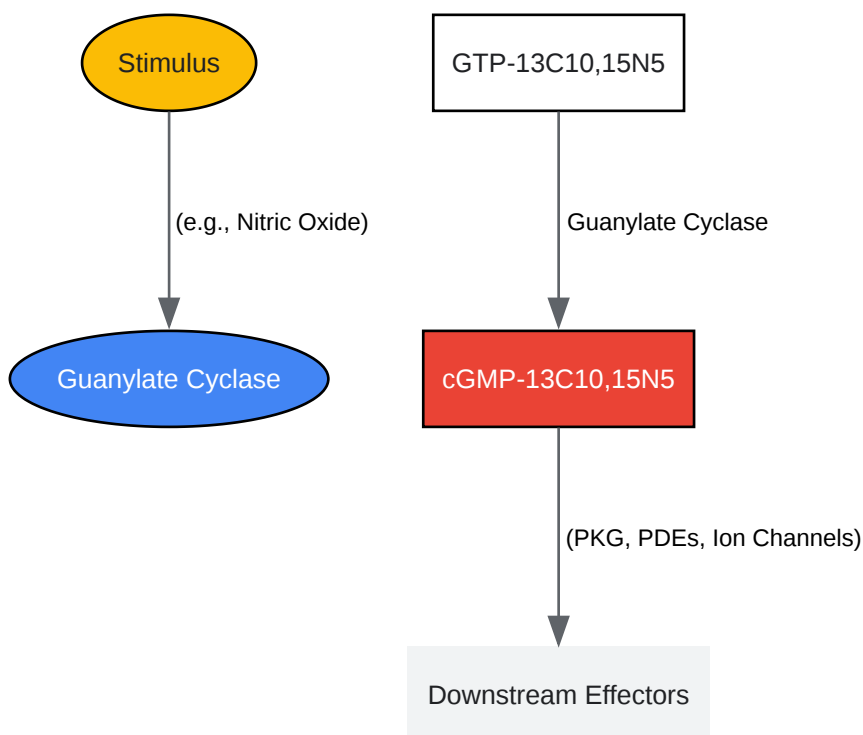 Stimulus
GTP-13C10,15N5
(e.g., Nitric Oxide)
Guanylate Cyclase
Guanylate Cyclase
cGMP-13C10,15N5
(PKG, PDEs, Ion Channels)
Downstream Effectors